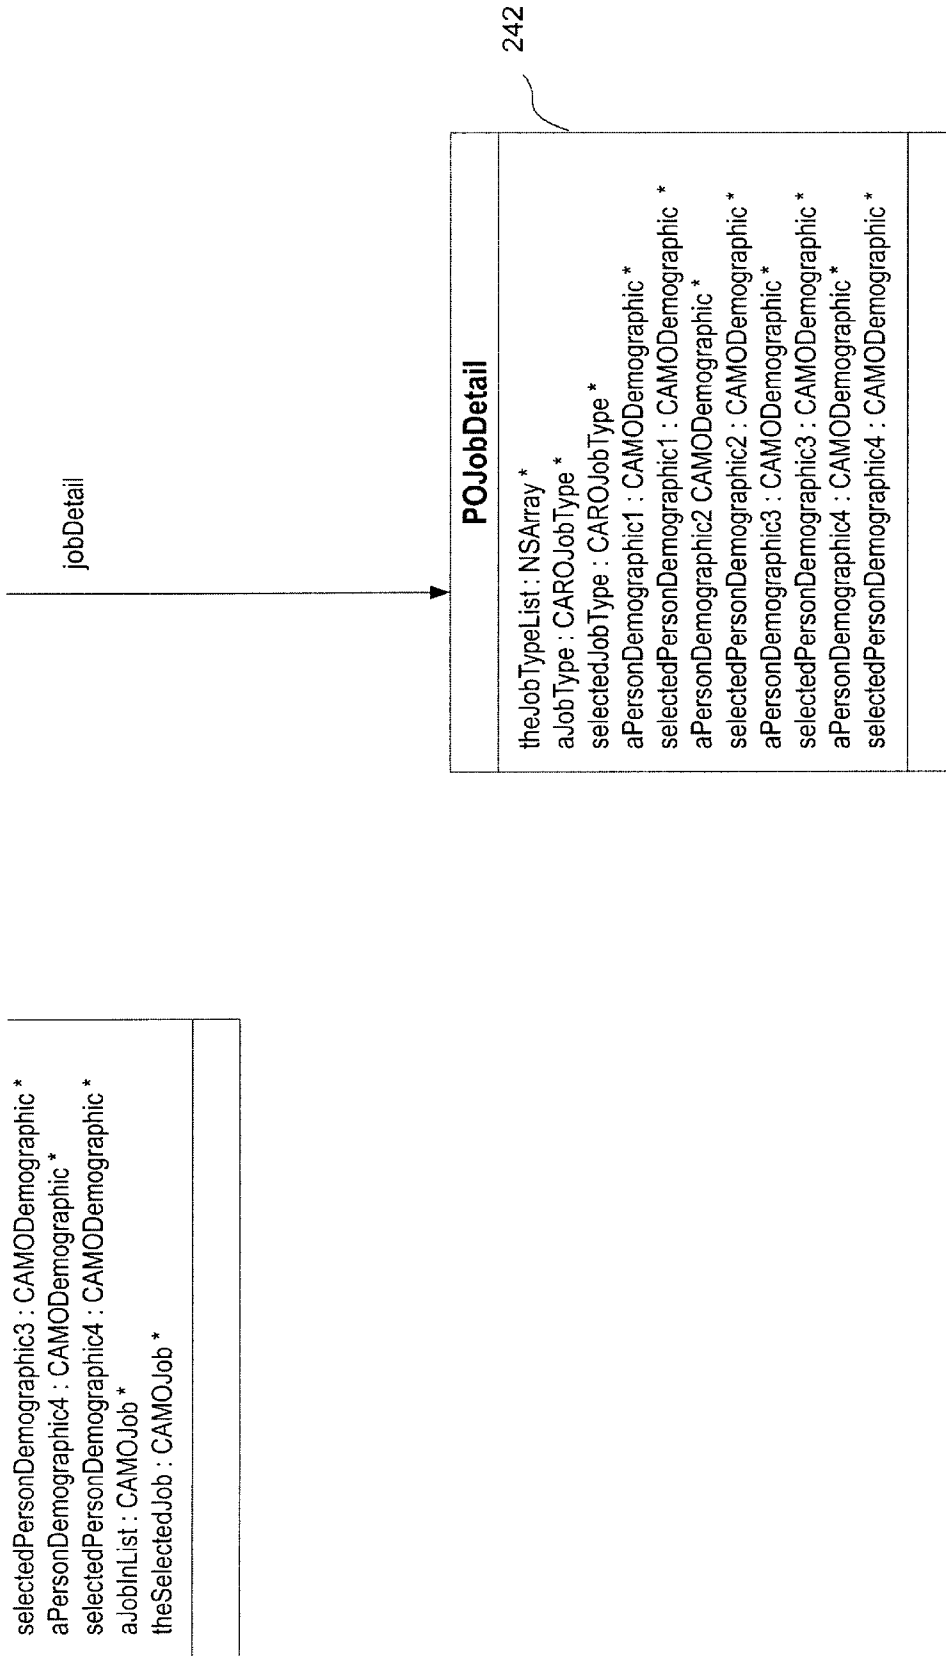 selectedPersonDemographic3 : CAMODemographic *
aPersonDemographic4 : CAMODemographic *
selectedPersonDemographic4 : CAMODemographic *
aJobInList : CAMOJob *
theSelectedJob : CAMOJob *
jobDetail
242
POJobDetail
theJobTypeList : NSArray *
aJobType : CAROJobType *
selectedJobType : CAROJobType *
aPersonDemographic1 : CAMODemographic *
selectedPersonDemographic1 : CAMODemographic *
aPersonDemographic2 CAMODemographic *
selectedPersonDemographic2 : CAMODemographic *
aPersonDemographic3 : CAMODemographic *
selectedPersonDemographic3 : CAMODemographic *
aPersonDemographic4 : CAMODemographic *
selectedPersonDemographic4 : CAMODemographic *